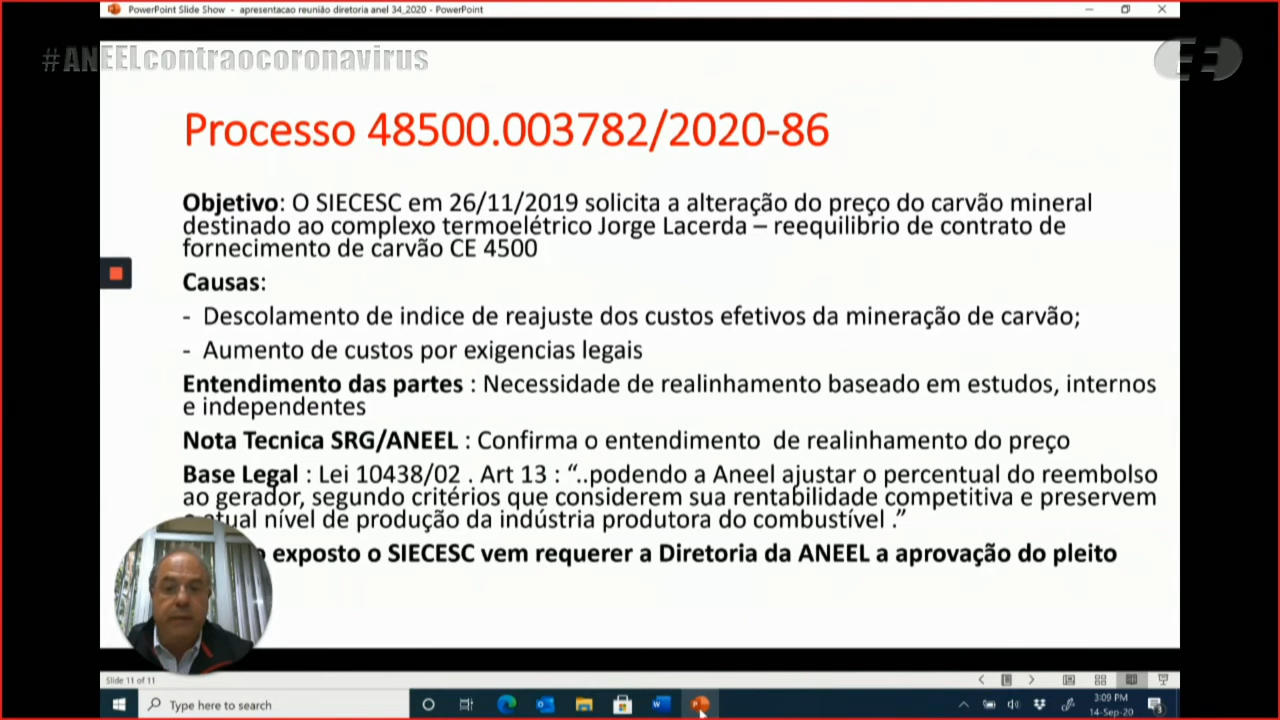 PowerPoint Slide Show - apresentacao reunião diretoria anel 34_2020 - PowerPoint
#ANEELcontraocoronavirus
Processo 48500.003782/2020-86
Objetivo: O SIECESC em 26/11/2019 solicita a alteração do preço do carvão mineral
destinado ao complexo termoelétrico Jorge Lacerda – reequilibrio de contrato de
fornecimento de carvão CE 4500
Causas:
- Descolamento de indice de reajuste dos custos efetivos da mineração de carvão;
- Aumento de custos por exigencias legais
Entendimento das partes : Necessidade de realinhamento baseado em estudos, internos
e independentes
Nota Tecnica SRG/ANEEL : Confirma o entendimento de realinhamento do preço
Base Legal : Lei 10438/02 . Art 13 : “..podendo a Aneel ajustar o percentual do reembolso
ao gerador, segundo critérios que considerem sua rentabilidade competitiva e preservem
atual nível de produção da indústria produtora do combustível .”
exposto o SIECESC vem requerer a Diretoria da ANEEL a aprovação do pleito
Slide 11 of 11
Type here to search
3:09 PM
14-Sep-20
3